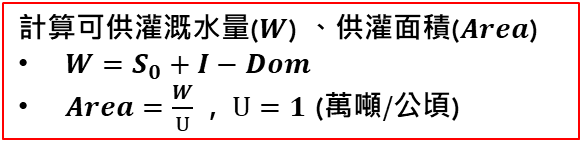 計算可供灌溉水量(W) 、供灌面積(Area)
• W = S₀ + I − Dom
• Area = W/U , U = 1 (萬噸/公頃)